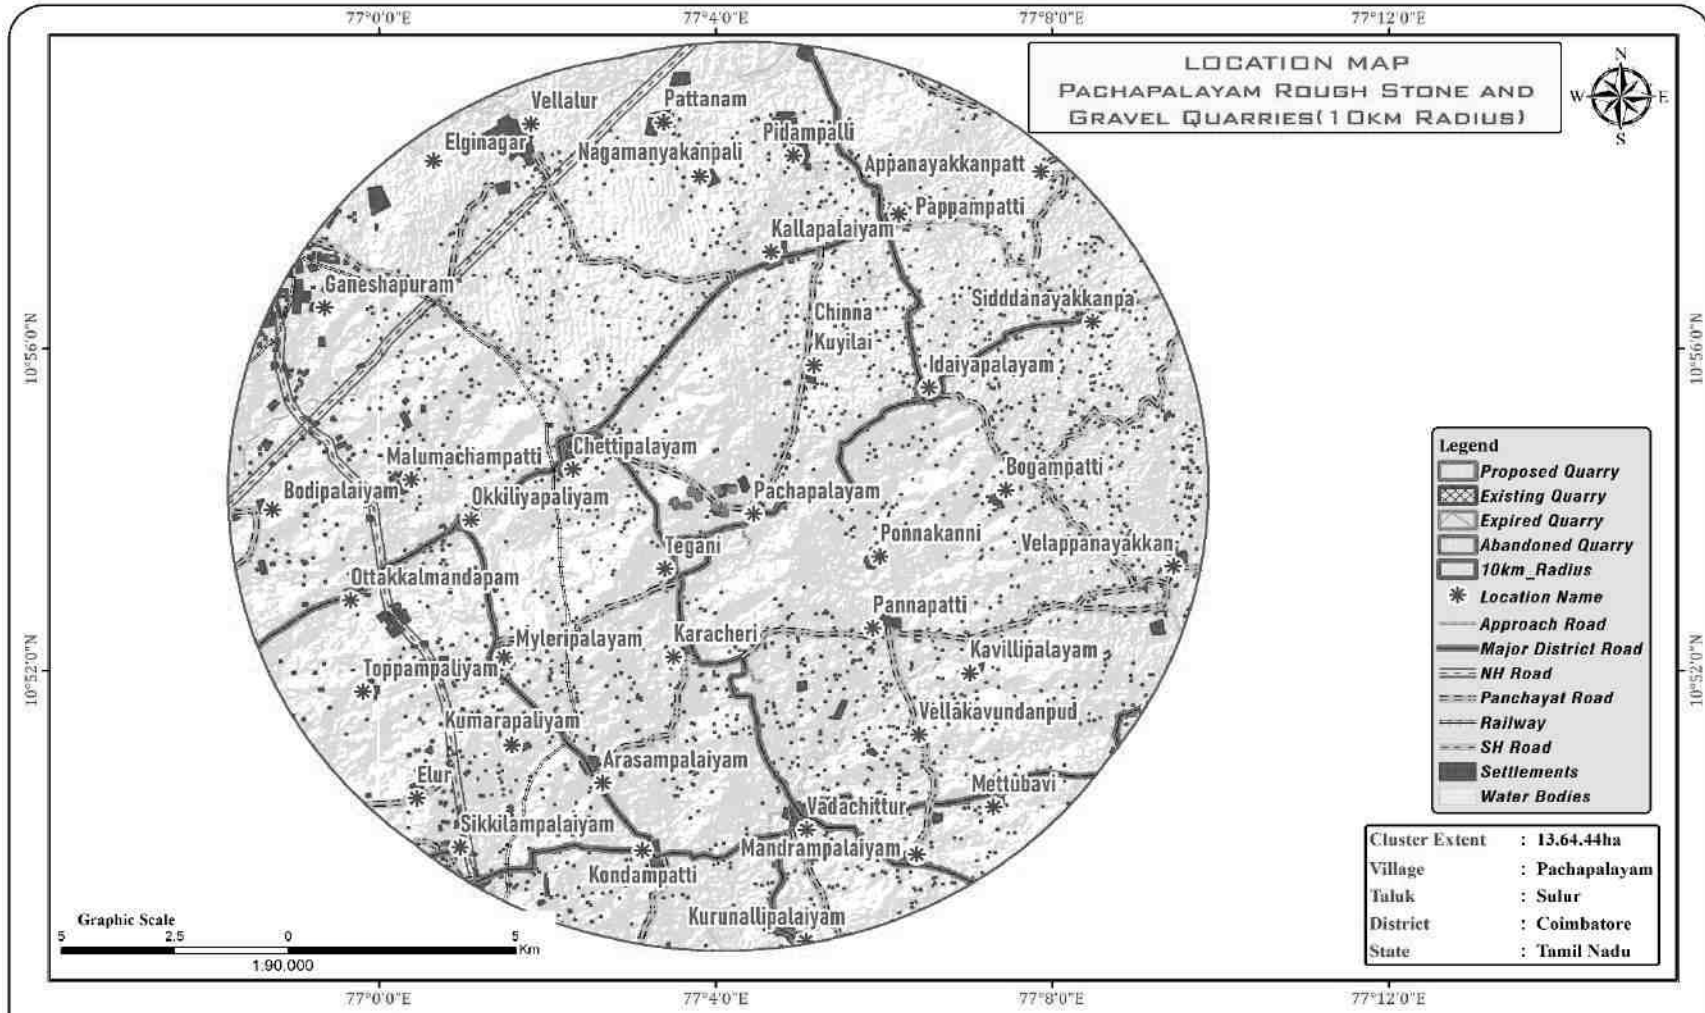 77°0'0"E
77°4'0"E
77°8'0"E
77°12'0"E
LOCATION MAP
PACHAPALAYAM ROUGH STONE AND
GRAVEL QUARRIES(10KM RADIUS)
N
W
E
S
Vellalur
Pattanam
Elginagar
Pidampalli
Nagamanyakanpali
Appanayakkanpatt
Pappampatti
Kallapalaiyam
Ganeshapuram
Sidddanayakkanpa
Chinna
Kuyilai
10°56'0"N
10°56'0"N
Idaiyapalayam
Chettipalayam
Malumachampatti
Bogampatti
Bodipalaiyam
Okkiliyapaliyam
Pachapalayam
Ponnakanni
Velappanayakkan
Tegani
Ottakkalmandapam
Pannapatti
Myleripalayam
Karacheri
Kavillipalayam
Toppampaliyam
10°52'0"N
10°52'0"N
Kumarapaliyam
Vellakavundanpud
Arasampalaiyam
Elur
Mettubavi
Vadachittur
Sikkilampalaiyam
Mandrampalaiyam
Kondampatti
Kurunallipalaiyam
Legend
Proposed Quarry
Existing Quarry
Expired Quarry
Abandoned Quarry
10km_Radius
Location Name
Approach Road
Major District Road
NH Road
Panchayat Road
Railway
SH Road
Settlements
Water Bodies
Cluster Extent : 13.64.44ha
Village : Pachapalayam
Taluk : Sulur
District : Coimbatore
State : Tamil Nadu
Graphic Scale
5 2.5 0 5
Km
1:90,000
77°0'0"E
77°4'0"E
77°8'0"E
77°12'0"E